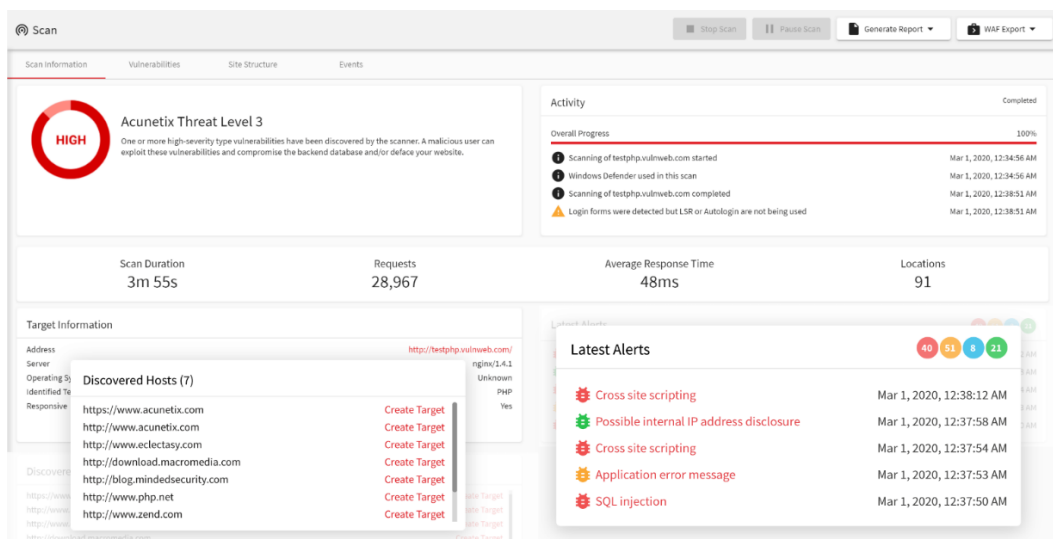 Scan
Stop Scan
Pause Scan
Generate Report
WAF Export
Scan Information
Vulnerabilities
Site Structure
Events
HIGH
Acunetix Threat Level 3
One or more high-severity type vulnerabilities have been discovered by the scanner. A malicious user can
exploit these vulnerabilities and compromise the backend database and/or deface your website.
Activity
Completed
Overall Progress
100%
Scanning of testphp.vulnweb.com started
Mar 1, 2020, 12:34:56 AM
Windows Defender used in this scan
Mar 1, 2020, 12:34:56 AM
Scanning of testphp.vulnweb.com completed
Mar 1, 2020, 12:38:51 AM
Login forms were detected but LSR or Autologin are not being used
Mar 1, 2020, 12:38:51 AM
Scan Duration
3m 55s
Requests
28,967
Average Response Time
48ms
Locations
91
Target Information
Address
http://testphp.vulnweb.com/
Server
nginx/1.4.1
Operating
Unknown
Identified
PHP
Responsive
Yes
Discovered Hosts (7)
https://www.acunetix.com Create Target
http://www.acunetix.com Create Target
http://www.eclectasy.com Create Target
http://download.macromedia.com Create Target
http://blog.mindedsecurity.com Create Target
http://www.php.net Create Target
http://www.zend.com Create Target
Latest Alerts
40 51 8 21
Cross site scripting Mar 1, 2020, 12:38:12 AM
Possible internal IP address disclosure Mar 1, 2020, 12:37:58 AM
Cross site scripting Mar 1, 2020, 12:37:54 AM
Application error message Mar 1, 2020, 12:37:53 AM
SQL injection Mar 1, 2020, 12:37:50 AM